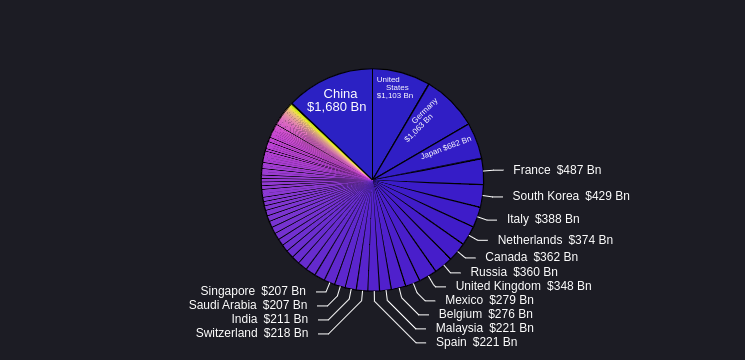 China
$1,680 Bn
United
States
$1,103 Bn
Germany
$1,063 Bn
Japan $682 Bn
France $487 Bn
South Korea $429 Bn
Italy $388 Bn
Netherlands $374 Bn
Canada $362 Bn
Russia $360 Bn
United Kingdom $348 Bn
Mexico $279 Bn
Belgium $276 Bn
Malaysia $221 Bn
Spain $221 Bn
Switzerland $218 Bn
India $211 Bn
Saudi Arabia $207 Bn
Singapore $207 Bn